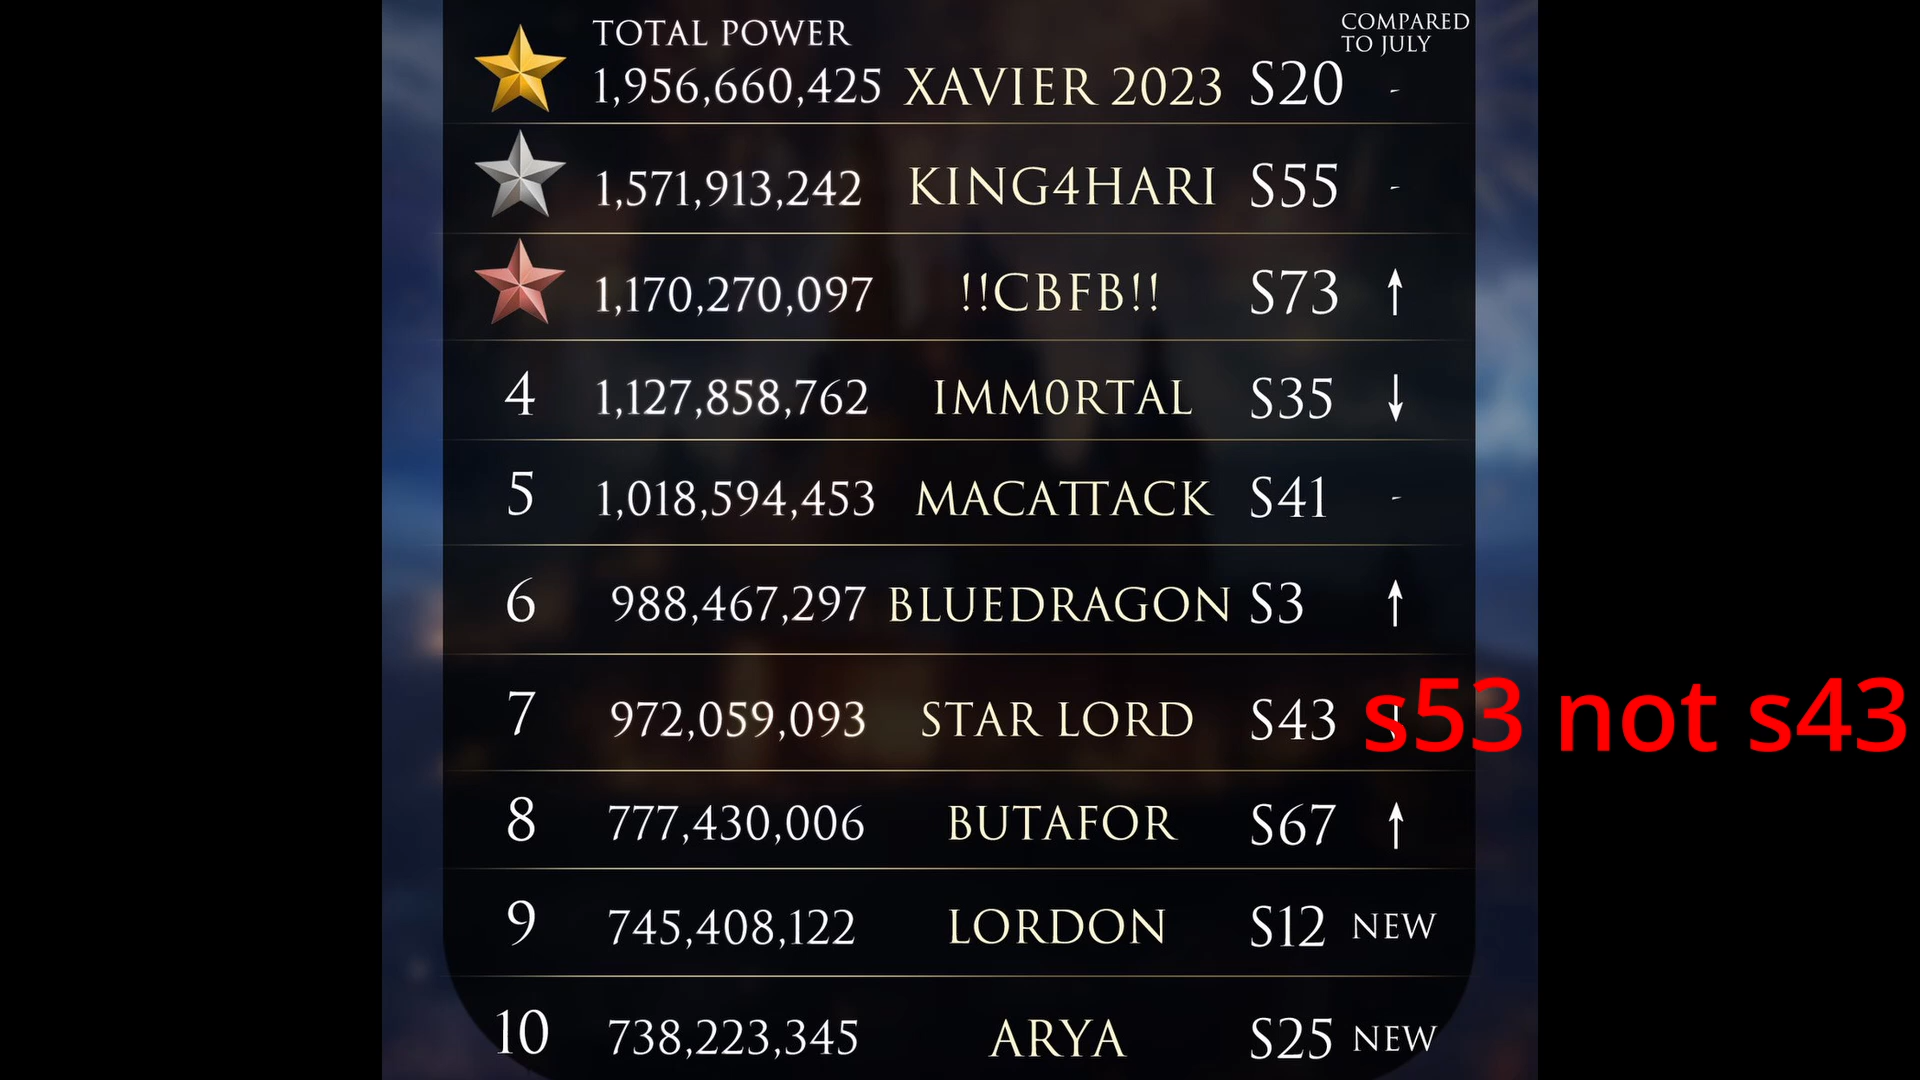 TOTAL POWER
COMPARED
TO JULY
1,956,660,425 XAVIER 2023 S20 -
1,571,913,242 KING4HARI S55 -
1,170,270,097 !!CBFB!! S73 ↑
4 1,127,858,762 IMM0RTAL S35 ↓
5 1,018,594,453 MACATTACK S41 -
6 988,467,297 BLUEDRAGON S3 ↑
7 972,059,093 STAR LORD S43 s53 not s43
8 777,430,006 BUTAFOR S67 ↑
9 745,408,122 LORDON S12 NEW
10 738,223,345 ARYA S25 NEW